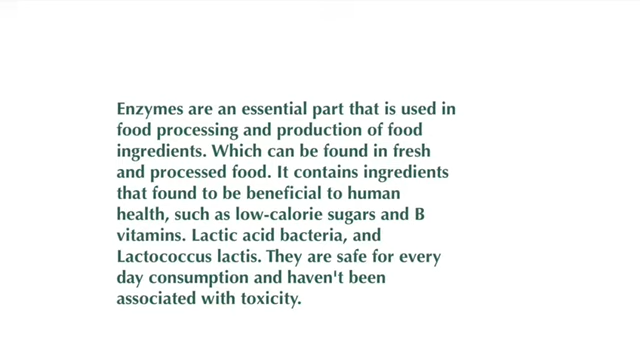 Enzymes are an essential part that is used in
food processing and production of food
ingredients. Which can be found in fresh
and processed food. It contains ingredients
that found to be beneficial to human
health, such as low-calorie sugars and B
vitamins. Lactic acid bacteria, and
Lactococcus lactis. They are safe for every
day consumption and haven't been
associated with toxicity.